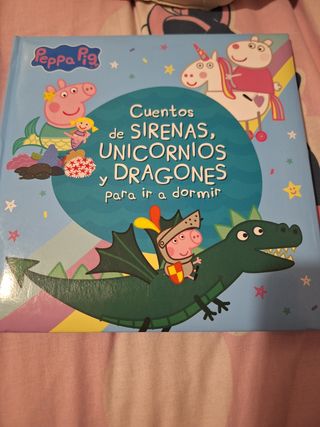 Peppa Pig
Cuentos
de SIRENAS,
UNICORNIOS
y DRAGONES
para ir a dormir